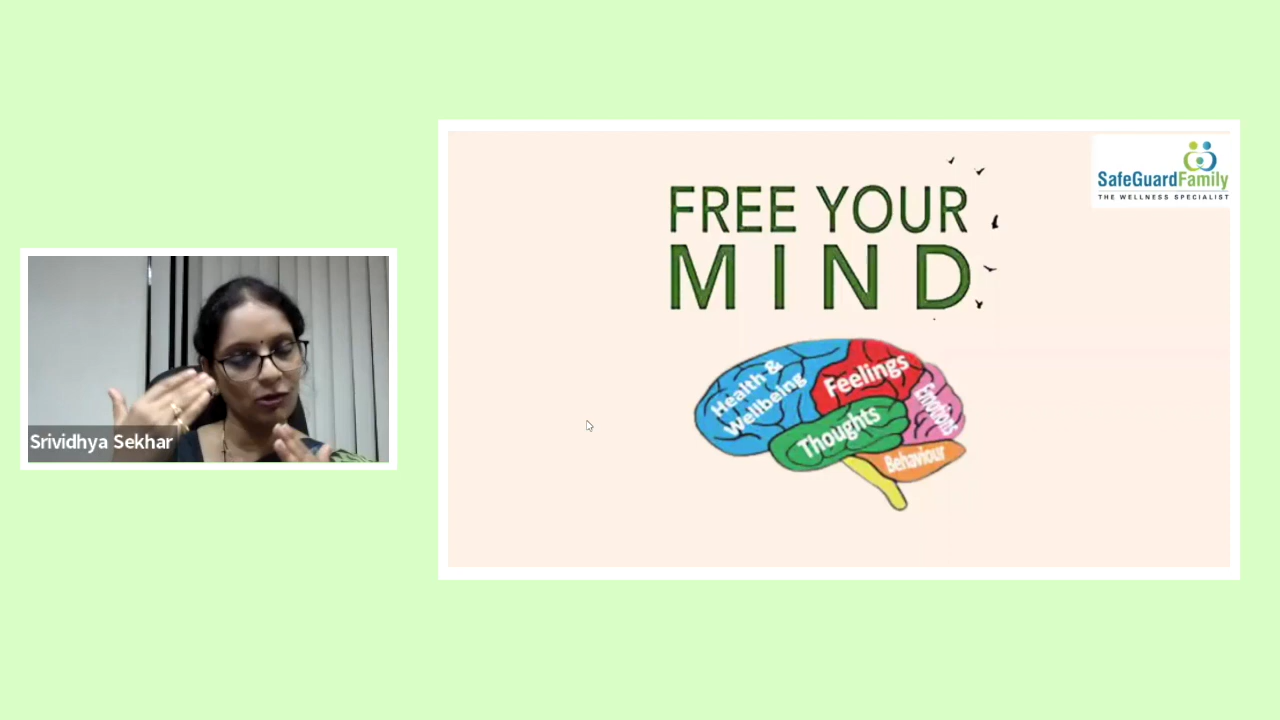 SafeGuardFamily
THE WELLNESS SPECIALIST
FREE YOUR
MIND
Health &
Wellbeing
Feelings
Emotions
Thoughts
Behaviour
Srividhya Sekhar